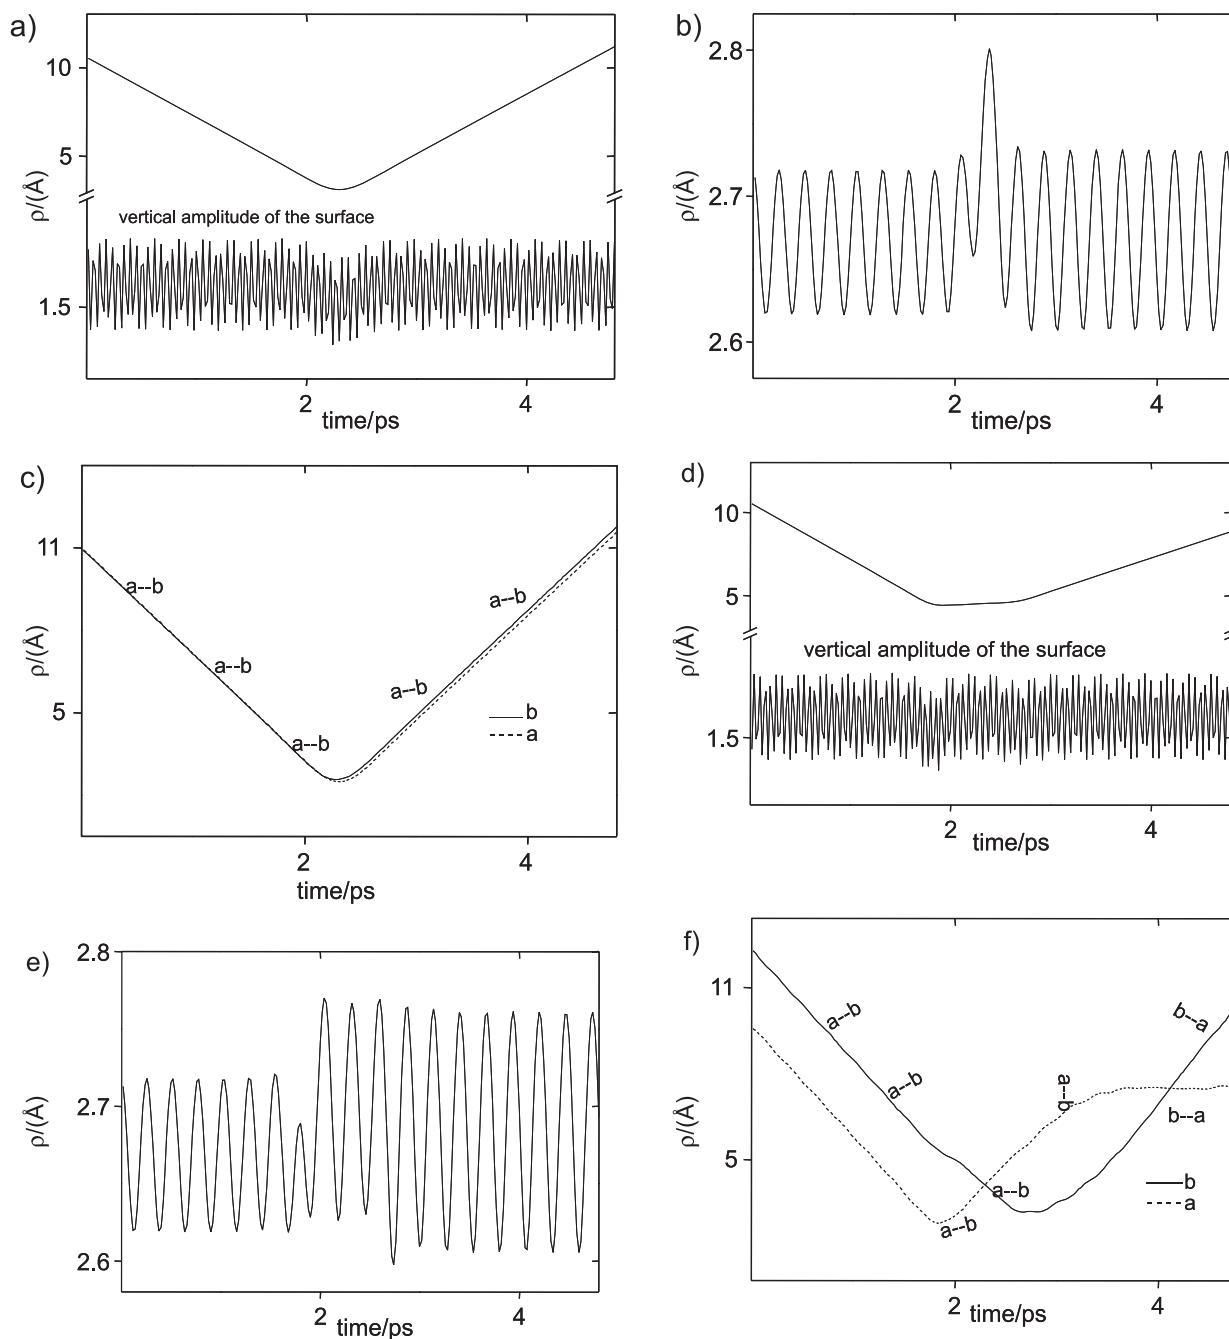 a)
10
5
ρ/(Å)
vertical amplitude of the surface
1.5
2
4
time/ps
b)
2.8
2.7
ρ/(Å)
2.6
2
4
time/ps
c)
11
a--b
a--b
a--b
a--b
a--b
ρ/(Å)
5
b
a
2
4
time/ps
d)
10
5
ρ/(Å)
vertical amplitude of the surface
1.5
2
4
time/ps
e)
2.8
2.7
ρ/(Å)
2.6
2
4
time/ps
f)
11
a--b
b--a
a--b
a--b
b--a
ρ/(Å)
5
a--b
a--b
b
a
2
4
time/ps